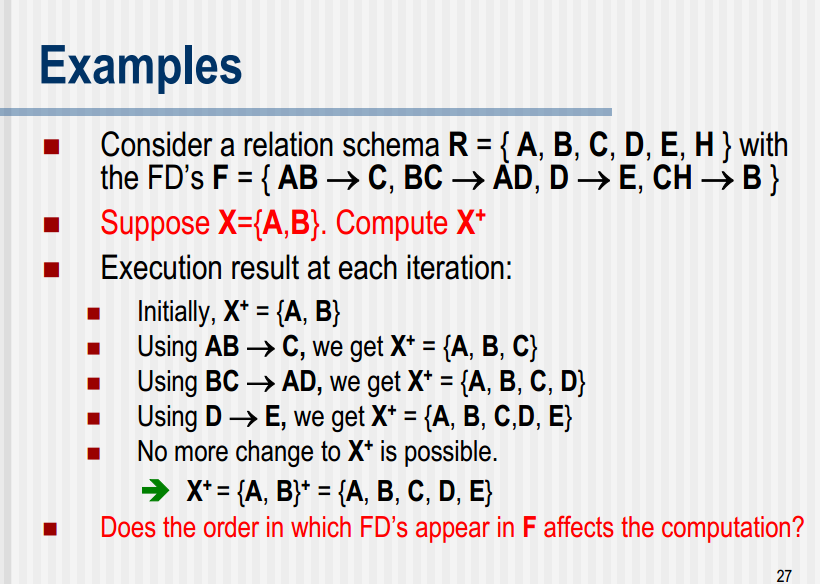 Examples
Consider a relation schema R = { A, B, C, D, E, H } with
the FD's F = { AB → C, BC → AD, D → E, CH → B }
Suppose X={A,B}. Compute X⁺
Execution result at each iteration:
Initially, X⁺ = {A, B}
Using AB → C, we get X⁺ = {A, B, C}
Using BC → AD, we get X⁺ = {A, B, C, D}
Using D → E, we get X⁺ = {A, B, C,D, E}
No more change to X⁺ is possible.
➔ X⁺ = {A, B}⁺ = {A, B, C, D, E}
Does the order in which FD's appear in F affects the computation?
27